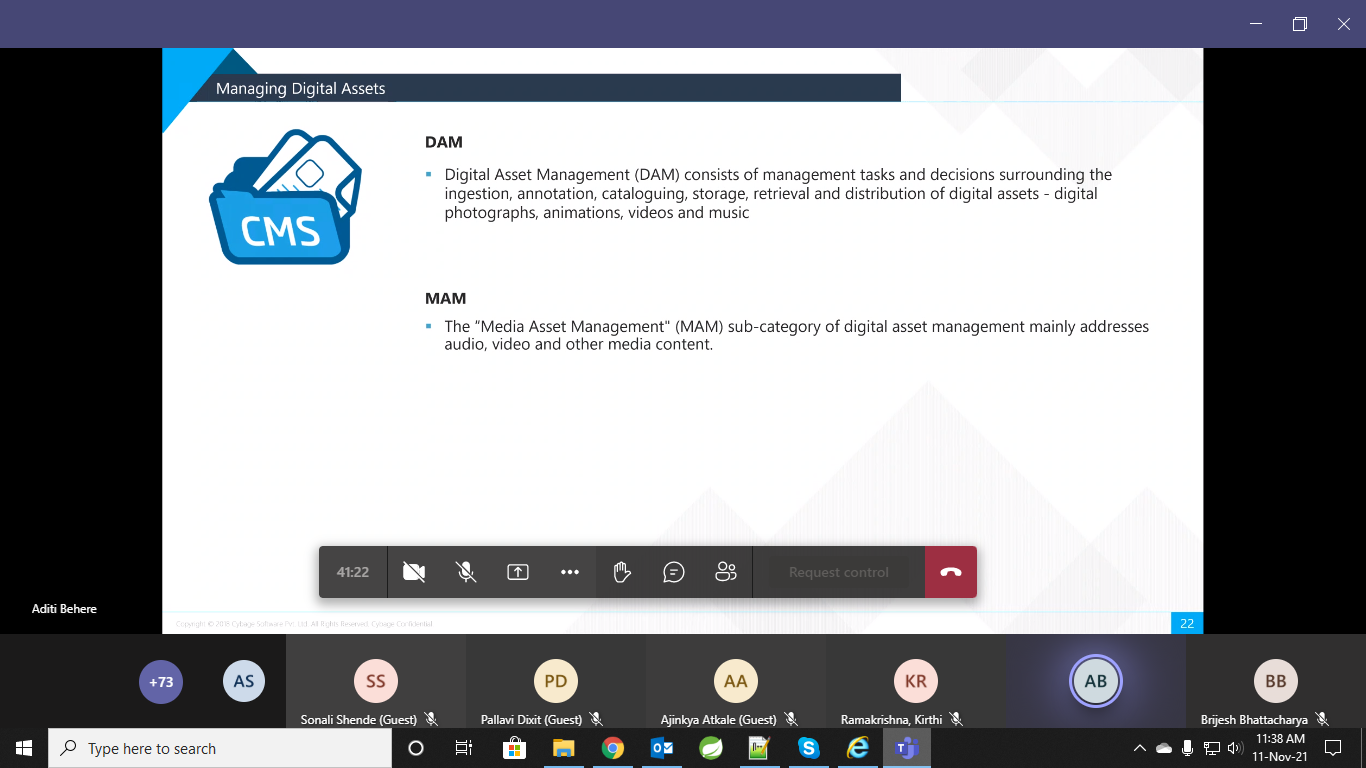 Managing Digital Assets
CMS
DAM
Digital Asset Management (DAM) consists of management tasks and decisions surrounding the
ingestion, annotation, cataloguing, storage, retrieval and distribution of digital assets - digital
photographs, animations, videos and music
MAM
The “Media Asset Management" (MAM) sub-category of digital asset management mainly addresses
audio, video and other media content.
41:22
Request control
Aditi Behere
Copyright © 2016 Cybage Software Pvt. Ltd. All Rights Reserved. Cybage Confidential
22
+73
AS
SS
PD
AA
KR
AB
BB
Sonali Shende (Guest)
Pallavi Dixit (Guest)
Ajinkya Atkale (Guest)
Ramakrishna, Kirthi
Brijesh Bhattacharya
Type here to search
11:38 AM
11-Nov-21